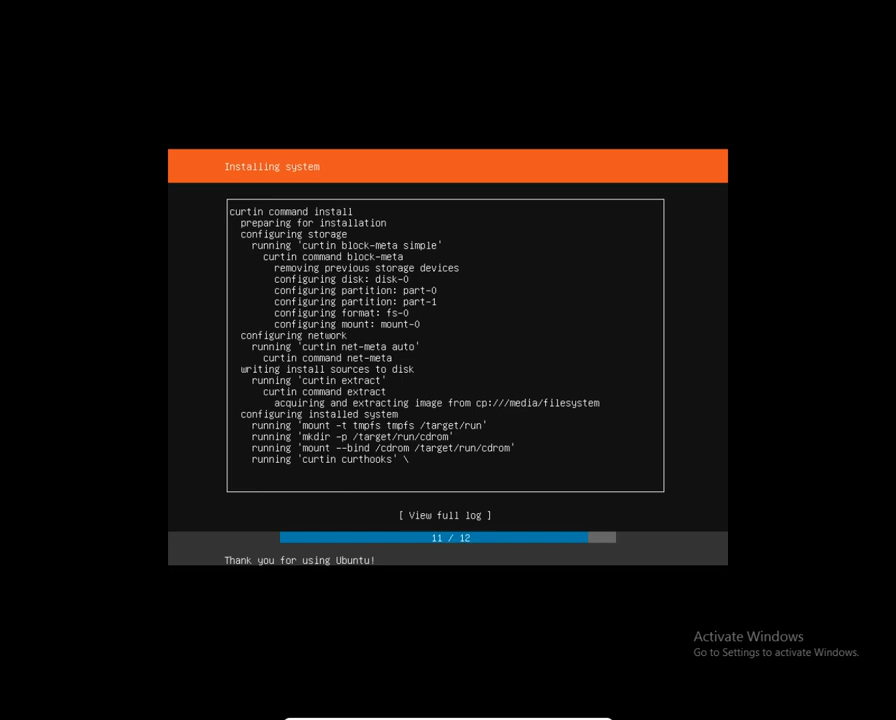 Installing system
curtin command install
preparing for installation
configuring storage
running 'curtin block-meta simple'
curtin command block-meta
removing previous storage devices
configuring disk: disk-0
configuring partition: part-0
configuring partition: part-1
configuring format: fs-0
configuring mount: mount-0
configuring network
running 'curtin net-meta auto'
curtin command net-meta
writing install sources to disk
running 'curtin extract'
curtin command extract
acquiring and extracting image from cp:///media/filesystem
configuring installed system
running 'mount -t tmpfs tmpfs /target/run'
running 'mkdir -p /target/run/cdrom'
running 'mount --bind /cdrom /target/run/cdrom'
running 'curtin curthooks' \
[ View full log ]
11 / 12
Thank you for using Ubuntu!
Activate Windows
Go to Settings to activate Windows.